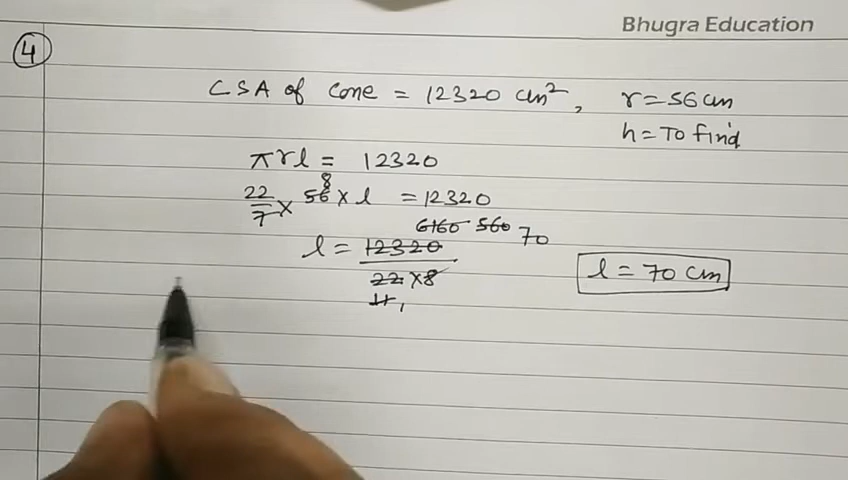 Bhugra Education
4
CSA of cone = 12320 cm², r = 56 cm
h = To find
πrl = 12320
22/7 × 56 8 × l = 12320
l = 12320 6160 560 70 / 22 × 8 11 1
l = 70 cm